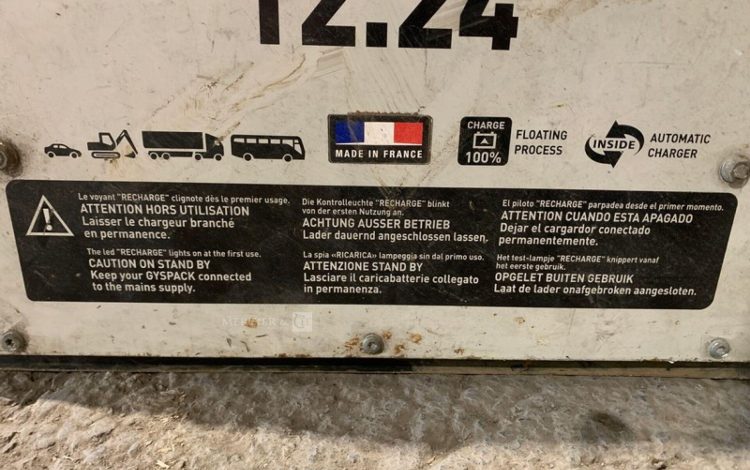 12.24
MADE IN FRANCE
CHARGE
100%
FLOATING
PROCESS
INSIDE
AUTOMATIC
CHARGER
Le voyant "RECHARGE" clignote dès le premier usage.
ATTENTION HORS UTILISATION
Laisser le chargeur branché
en permanence.
The led "RECHARGE" lights on at the first use.
CAUTION ON STAND BY
Keep your GYSPACK connected
to the mains supply.
Die Kontrolleuchte "RECHARGE" blinkt
von der ersten Nutzung an.
ACHTUNG AUSSER BETRIEB
Lader dauernd angeschlossen lassen.
La spia «RICARICA» lampeggia sin dal primo uso.
ATTENZIONE STAND BY
Lasciare il caricabatterie collegato
in permanenza.
El piloto "RECHARGE" parpadea desde el primer momento.
ATTENTION CUANDO ESTA APAGADO
Dejar el cargardor conectado
permanentemente.
Het test-lampje "RECHARGE" knippert vanaf
het eerste gebruik.
OPGELET BUITEN GEBRUIK
Laat de lader onafgebroken aangesloten.